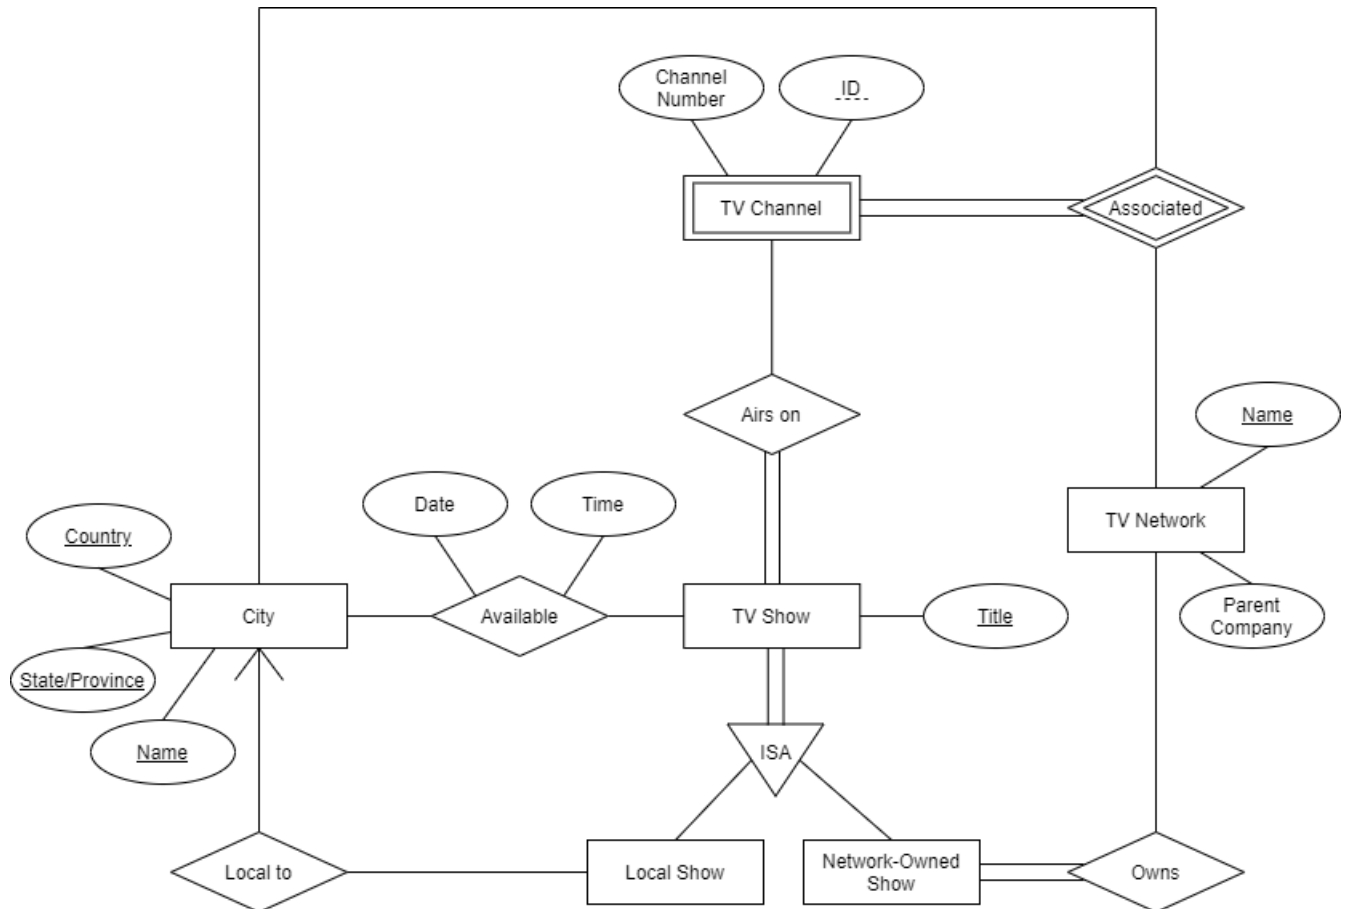 Channel
Number
ID
TV Channel
Associated
Airs on
Name
Date
Time
TV Network
Country
City
Available
TV Show
Title
Parent
Company
State/Province
Name
ISA
Local to
Local Show
Network-Owned
Show
Owns